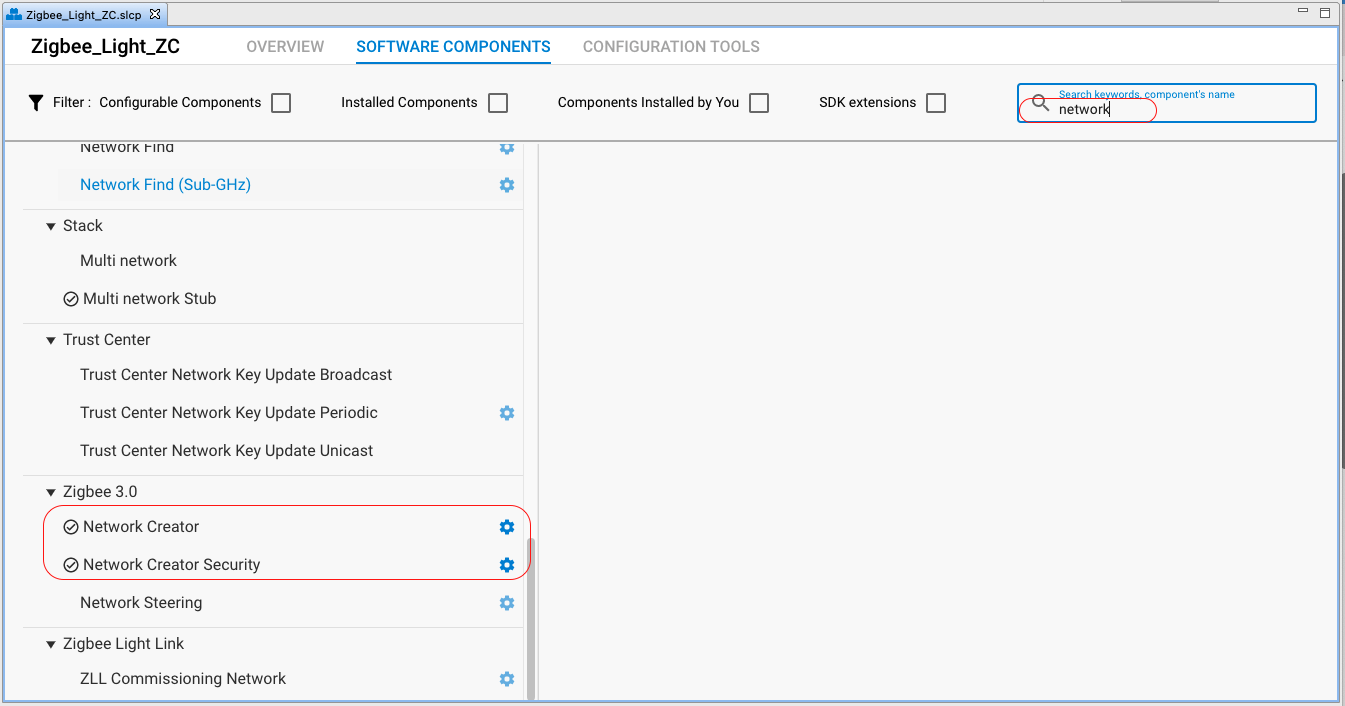 Zigbee_Light_ZC.slcp
Zigbee_Light_ZC OVERVIEW SOFTWARE COMPONENTS CONFIGURATION TOOLS
Filter : Configurable Components Installed Components Components Installed by You SDK extensions
Search keywords, component's name
network
Network Find
Network Find (Sub-GHz)
Stack
Multi network
Multi network Stub
Trust Center
Trust Center Network Key Update Broadcast
Trust Center Network Key Update Periodic
Trust Center Network Key Update Unicast
Zigbee 3.0
Network Creator
Network Creator Security
Network Steering
Zigbee Light Link
ZLL Commissioning Network